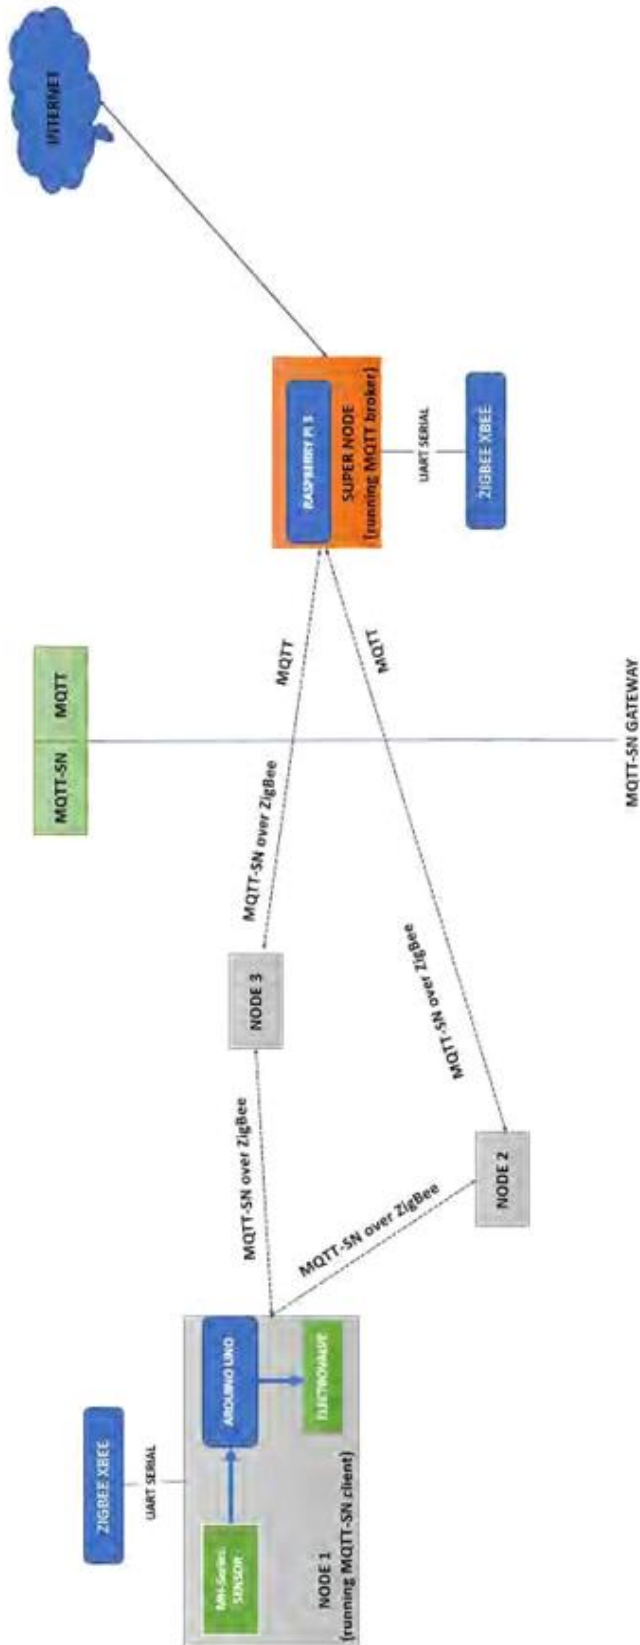 ZIGBEE XBEE
UART SERIAL
MH-Series
SENSOR
ARDUINO UNO
ELECTROVALVE
NODE 1
(running MQTT-SN client)
MQTT-SN over ZigBee
MQTT-SN over ZigBee
NODE 3
NODE 2
MQTT-SN over ZigBee
MQTT-SN over ZigBee
MQTT-SN
MQTT
MQTT-SN GATEWAY
MQTT
MQTT
RASPBERRY PI 3
SUPER NODE
(running MQTT broker)
UART SERIAL
ZIGBEE XBEE
INTERNET